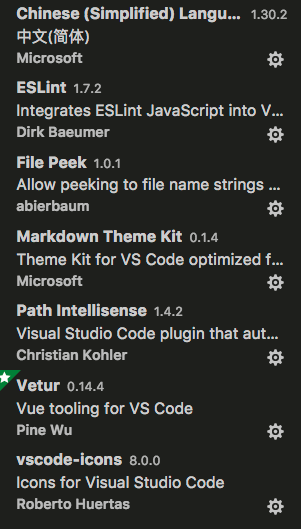 Chinese (Simplified) Langu... 1.30.2
中文(简体)
Microsoft
ESLint 1.7.2
Integrates ESLint JavaScript into V...
Dirk Baeumer
File Peek 1.0.1
Allow peeking to file name strings ...
abierbaum
Markdown Theme Kit 0.1.4
Theme Kit for VS Code optimized f...
Microsoft
Path Intellisense 1.4.2
Visual Studio Code plugin that aut...
Christian Kohler
Vetur 0.14.4
Vue tooling for VS Code
Pine Wu
vscode-icons 8.0.0
Icons for Visual Studio Code
Roberto Huertas